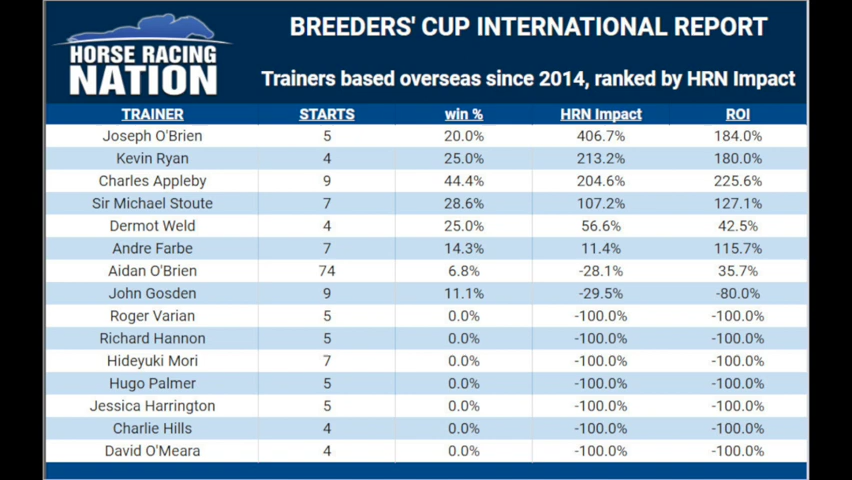 HORSE RACING
NATION
BREEDERS' CUP INTERNATIONAL REPORT
Trainers based overseas since 2014, ranked by HRN Impact
TRAINER STARTS win % HRN Impact ROI
Joseph O'Brien 5 20.0% 406.7% 184.0%
Kevin Ryan 4 25.0% 213.2% 180.0%
Charles Appleby 9 44.4% 204.6% 225.6%
Sir Michael Stoute 7 28.6% 107.2% 127.1%
Dermot Weld 4 25.0% 56.6% 42.5%
Andre Farbe 7 14.3% 11.4% 115.7%
Aidan O'Brien 74 6.8% -28.1% 35.7%
John Gosden 9 11.1% -29.5% -80.0%
Roger Varian 5 0.0% -100.0% -100.0%
Richard Hannon 5 0.0% -100.0% -100.0%
Hideyuki Mori 7 0.0% -100.0% -100.0%
Hugo Palmer 5 0.0% -100.0% -100.0%
Jessica Harrington 5 0.0% -100.0% -100.0%
Charlie Hills 4 0.0% -100.0% -100.0%
David O'Meara 4 0.0% -100.0% -100.0%